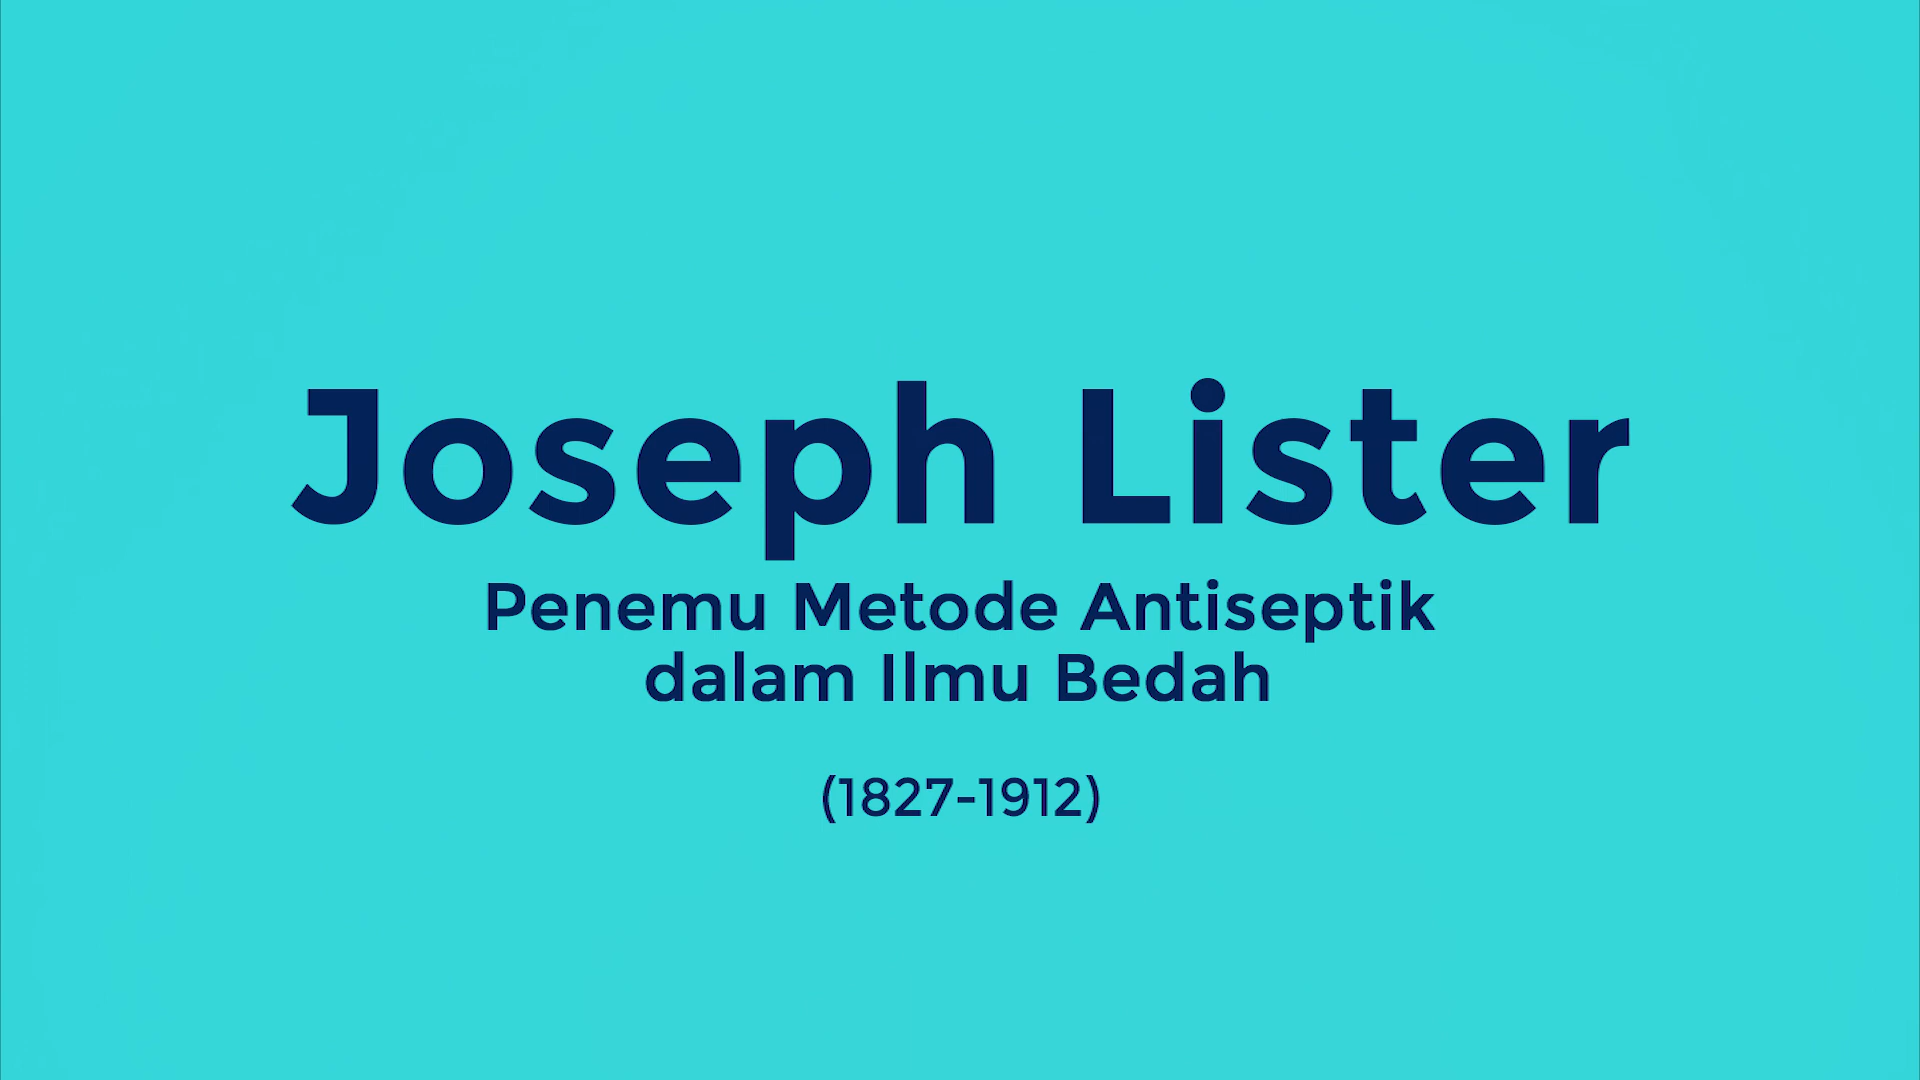 Joseph Lister
Penemu Metode Antiseptik
dalam Ilmu Bedah
(1827-1912)